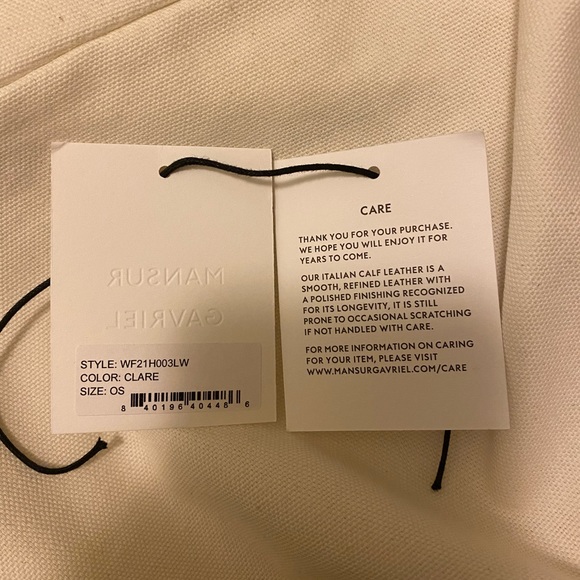 MANSUR
GAVRIEL
STYLE: WF21H003LW
COLOR: CLARE
SIZE: OS
8 40196 40446 6
CARE
THANK YOU FOR YOUR PURCHASE.
WE HOPE YOU WILL ENJOY IT FOR
YEARS TO COME.
OUR ITALIAN CALF LEATHER IS A
SMOOTH, REFINED LEATHER WITH
A POLISHED FINISHING RECOGNIZED
FOR ITS LONGEVITY, IT IS STILL
PRONE TO OCCASIONAL SCRATCHING
IF NOT HANDLED WITH CARE.
FOR MORE INFORMATION ON CARING
FOR YOUR ITEM, PLEASE VISIT
WWW.MANSURGAVRIEL.COM/CARE